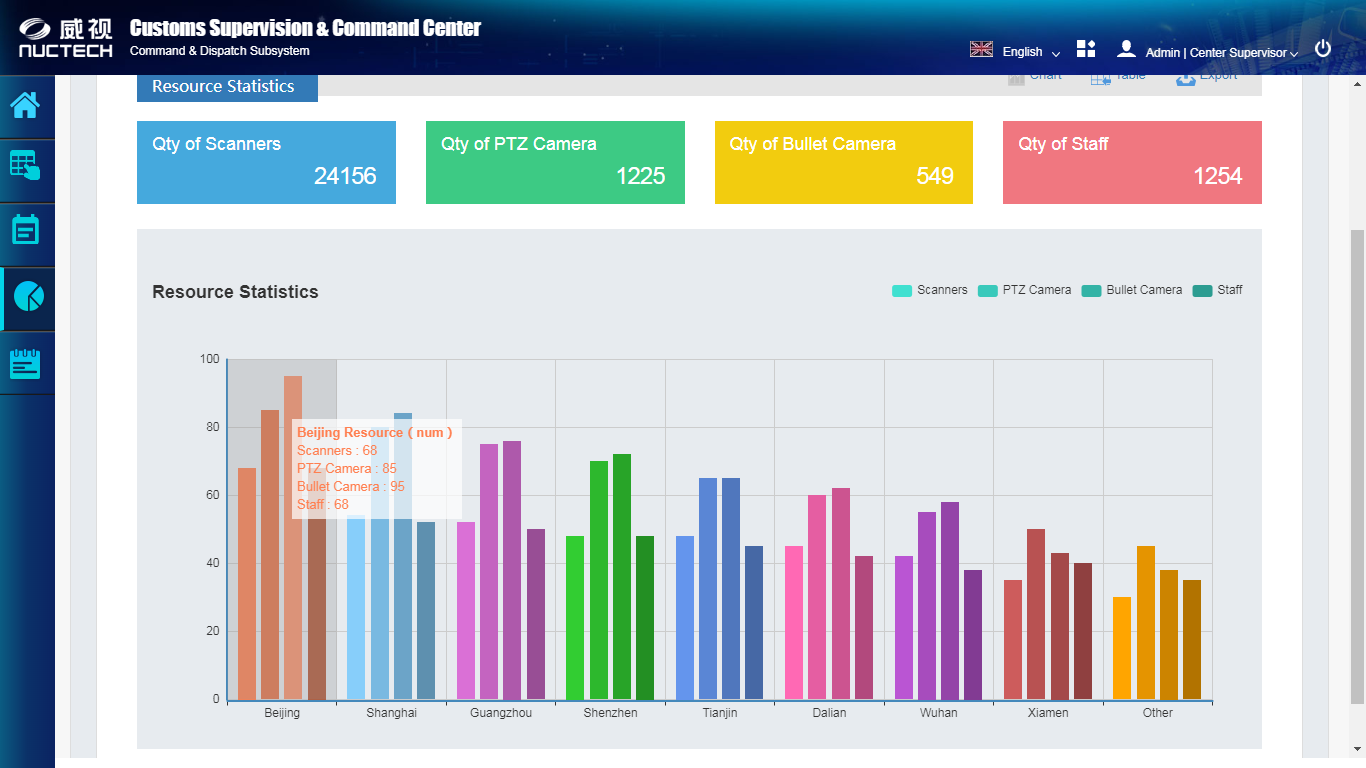 威视
NUCTECH
Customs Supervision & Command Center
Command & Dispatch Subsystem
English
Admin | Center Supervisor
Resource Statistics
Chart
Table
Export
Qty of Scanners
24156
Qty of PTZ Camera
1225
Qty of Bullet Camera
549
Qty of Staff
1254
Resource Statistics
Scanners
PTZ Camera
Bullet Camera
Staff
100
80
60
40
20
0
Beijing Resource ( num )
Scanners : 68
PTZ Camera : 85
Bullet Camera : 95
Staff : 68
Beijing
Shanghai
Guangzhou
Shenzhen
Tianjin
Dalian
Wuhan
Xiamen
Other